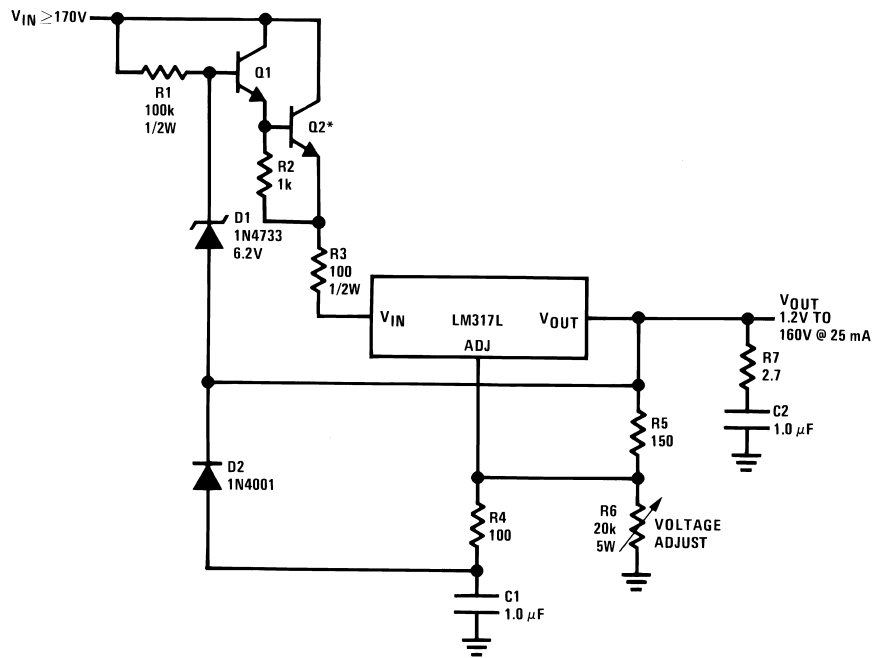 VIN ≥170V
R1
100k
1/2W
Q1
Q2*
R2
1k
D1
1N4733
6.2V
R3
100
1/2W
VIN
LM317L
VOUT
ADJ
VOUT
1.2V TO
160V @ 25 mA
R7
2.7
C2
1.0 μF
R5
150
D2
1N4001
R4
100
R6
20k
5W
VOLTAGE
ADJUST
C1
1.0 μF